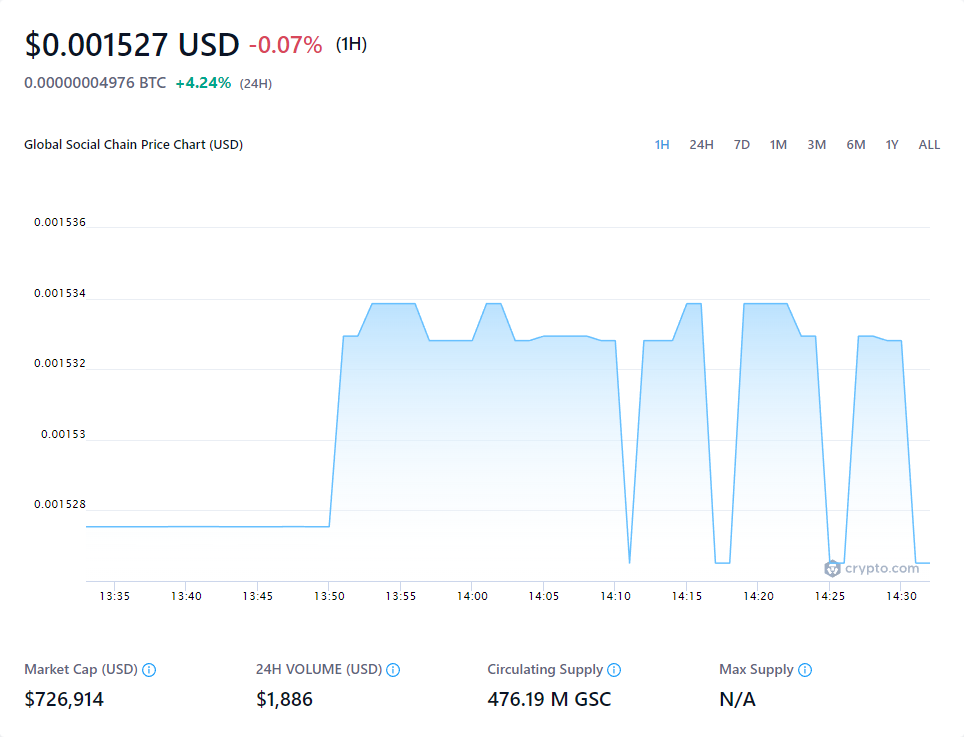 $0.001527 USD -0.07% (1H)
0.00000004976 BTC +4.24% (24H)
Global Social Chain Price Chart (USD)
1H 24H 7D 1M 3M 6M 1Y ALL
0.001536
0.001534
0.001532
0.00153
0.001528
crypto.com
13:35 13:40 13:45 13:50 13:55 14:00 14:05 14:10 14:15 14:20 14:25 14:30
Market Cap (USD) 24H VOLUME (USD) Circulating Supply Max Supply
$726,914 $1,886 476.19 M GSC N/A